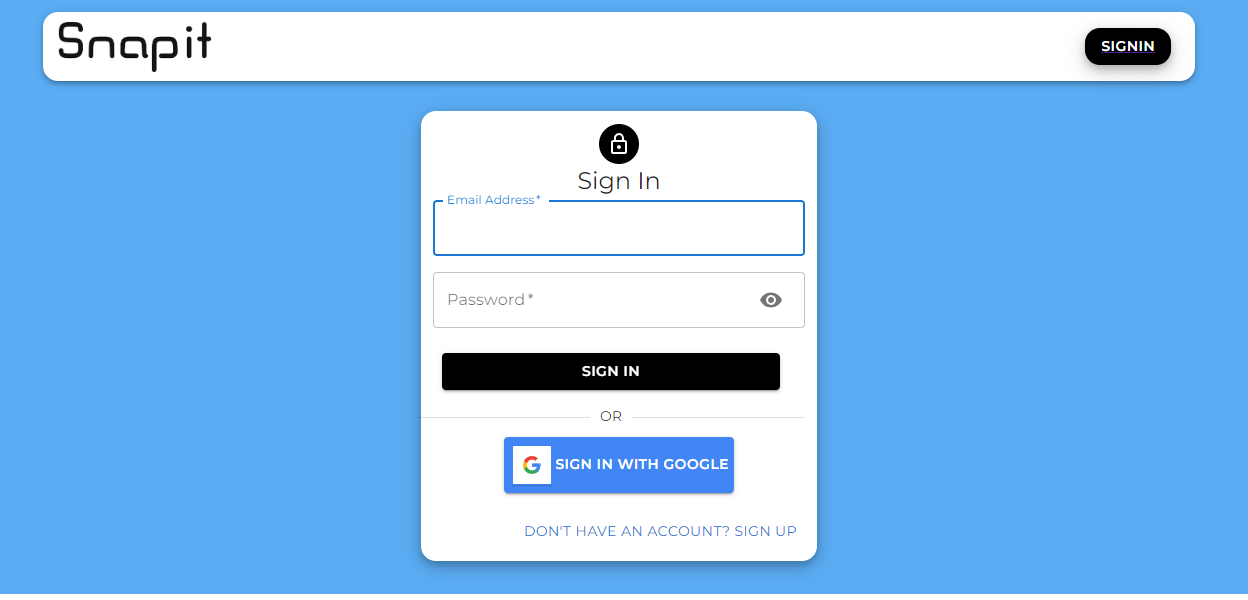 Snapit
SIGNIN
Sign In
Email Address *
Password *
SIGN IN
OR
SIGN IN WITH GOOGLE
DON'T HAVE AN ACCOUNT? SIGN UP